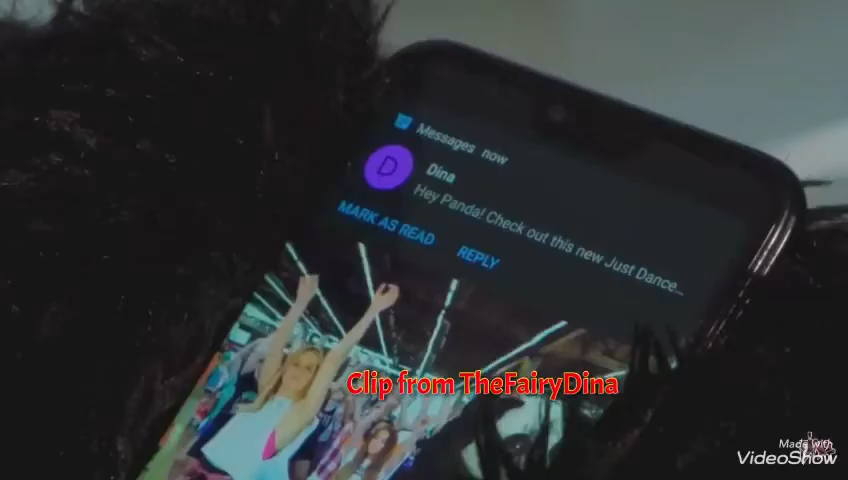 Messages now
D
Dina
Hey Panda! Check out this new Just Dance...
MARK AS READ
REPLY
Clip from TheFairyDina
Made with
VideoShow